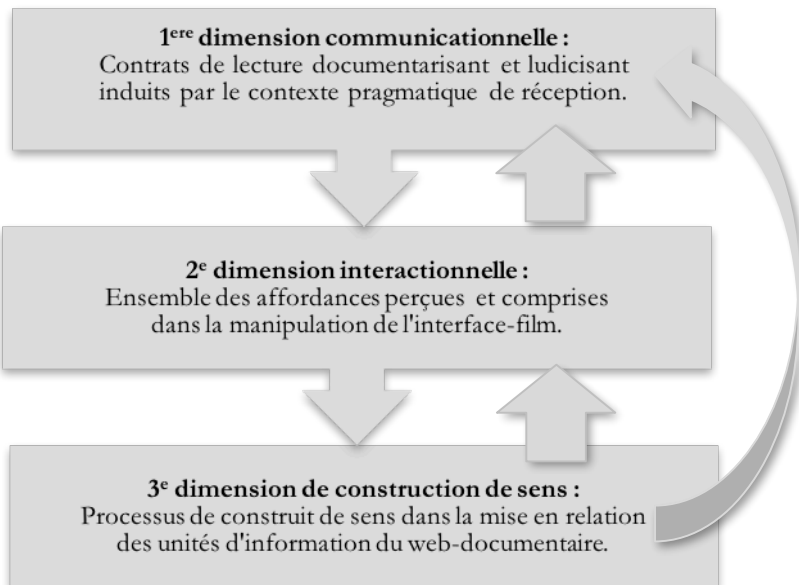 1ere dimension communicationnelle :
Contrats de lecture documentarisant et ludicisant
induits par le contexte pragmatique de réception.
2e dimension interactionnelle :
Ensemble des affordances perçues et comprises
dans la manipulation de l'interface-film.
3e dimension de construction de sens :
Processus de construit de sens dans la mise en relation
des unités d'information du web-documentaire.